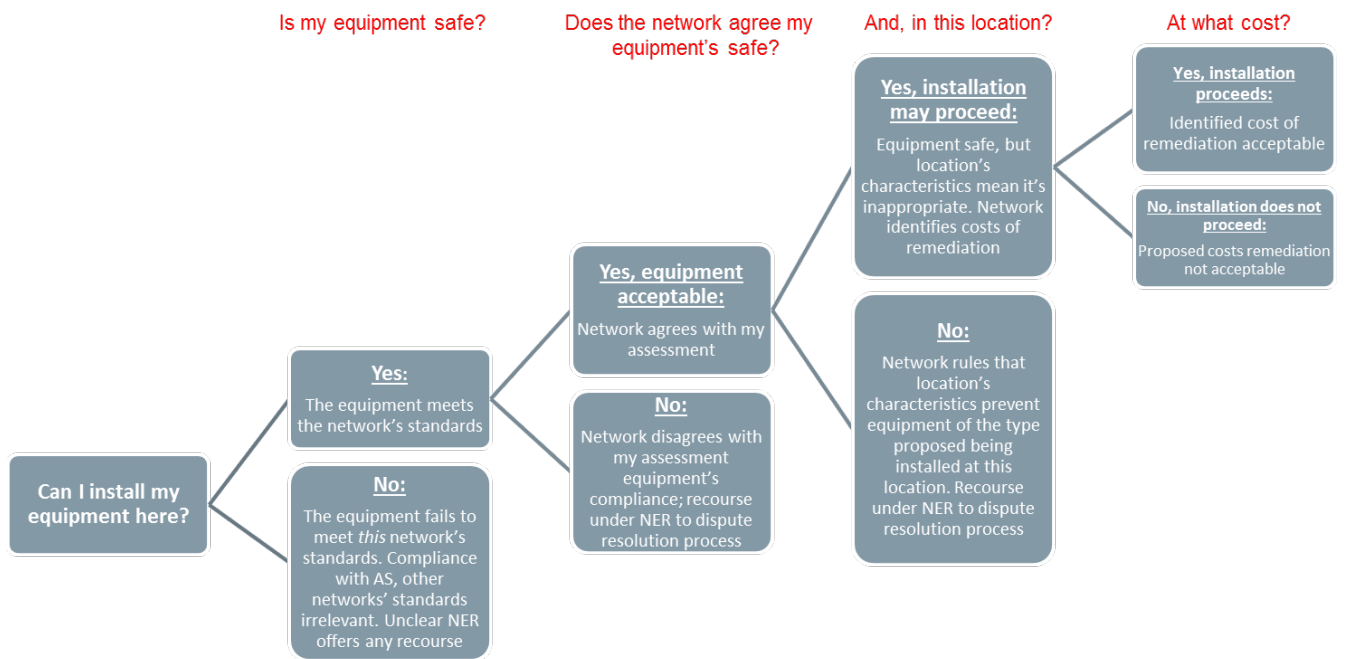 Is my equipment safe?
Does the network agree my
equipment's safe?
And, in this location?
At what cost?
Can I install my
equipment here?
Yes:
The equipment meets
the network's standards
No:
The equipment fails to
meet this network's
standards. Compliance
with AS, other
networks' standards
irrelevant. Unclear NER
offers any recourse
Yes, equipment
acceptable:
Network agrees with my
assessment
No:
Network disagrees with
my assessment
equipment's
compliance; recourse
under NER to dispute
resolution process
Yes, installation
may proceed:
Equipment safe, but
location's
characteristics mean it's
inappropriate. Network
identifies costs of
remediation
No:
Network rules that
location's
characteristics prevent
equipment of the type
proposed being
installed at this
location. Recourse
under NER to dispute
resolution process
Yes, installation
proceeds:
Identified cost of
remediation acceptable
No, installation does not
proceed:
Proposed costs remediation
not acceptable